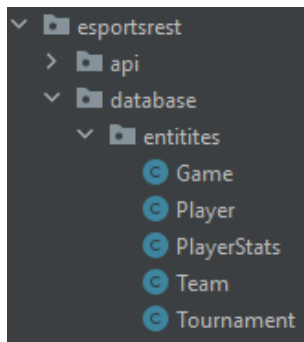 esportsrest
api
database
entitites
Game
Player
PlayerStats
Team
Tournament